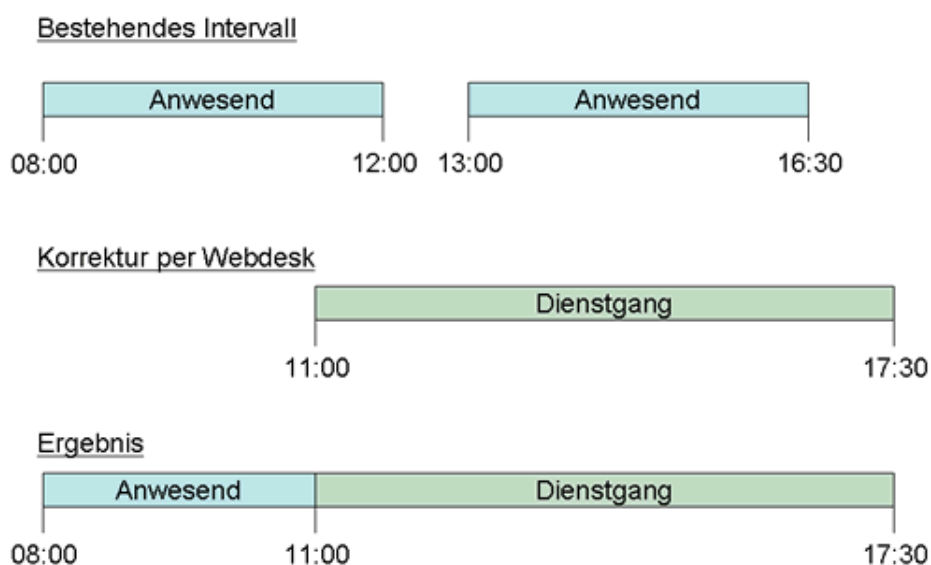 Bestehendes Intervall
Anwesend Anwesend
08:00 12:00 13:00 16:30
Korrektur per Webdesk
Dienstgang
11:00 17:30
Ergebnis
Anwesend Dienstgang
08:00 11:00 17:30